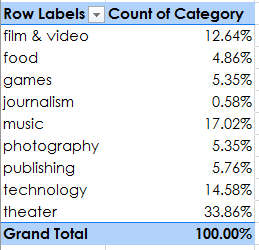 Row Labels Count of Category
film & video 12.64%
food 4.86%
games 5.35%
journalism 0.58%
music 17.02%
photography 5.35%
publishing 5.76%
technology 14.58%
theater 33.86%
Grand Total 100.00%